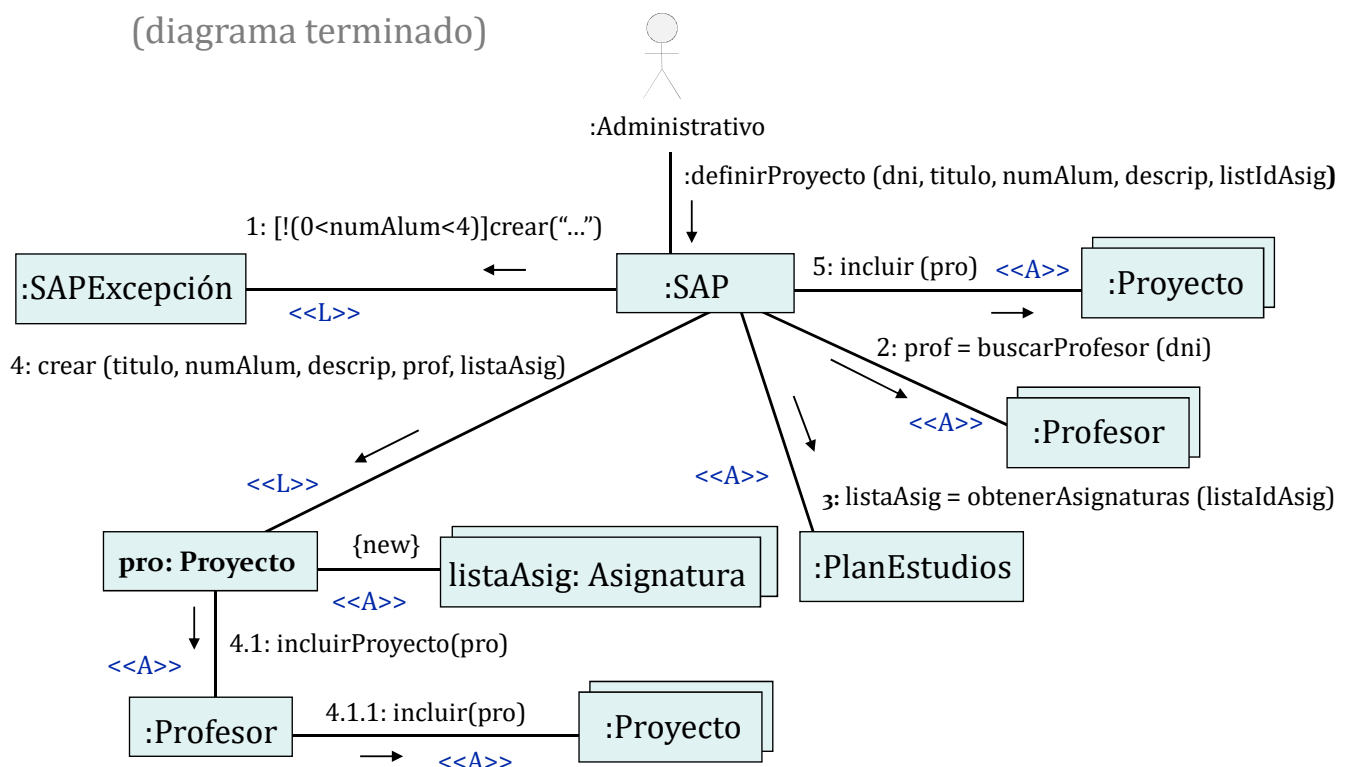 (diagrama terminado)
:Administrativo
:definirProyecto (dni, titulo, numAlum, descrip, listIdAsig)
1: [!(0<numAlum<4)]crear(“…”)
:SAPExcepción
<<L>>
:SAP
5: incluir (pro)
<<A>>
:Proyecto
2: prof = buscarProfesor (dni)
4: crear (titulo, numAlum, descrip, prof, listaAsig)
<<A>>
:Profesor
<<L>>
<<A>>
3: listaAsig = obtenerAsignaturas (listaIdAsig)
pro: Proyecto
{new}
<<A>>
listaAsig: Asignatura
:PlanEstudios
4.1: incluirProyecto(pro)
<<A>>
:Profesor
4.1.1: incluir(pro)
<<A>>
:Proyecto